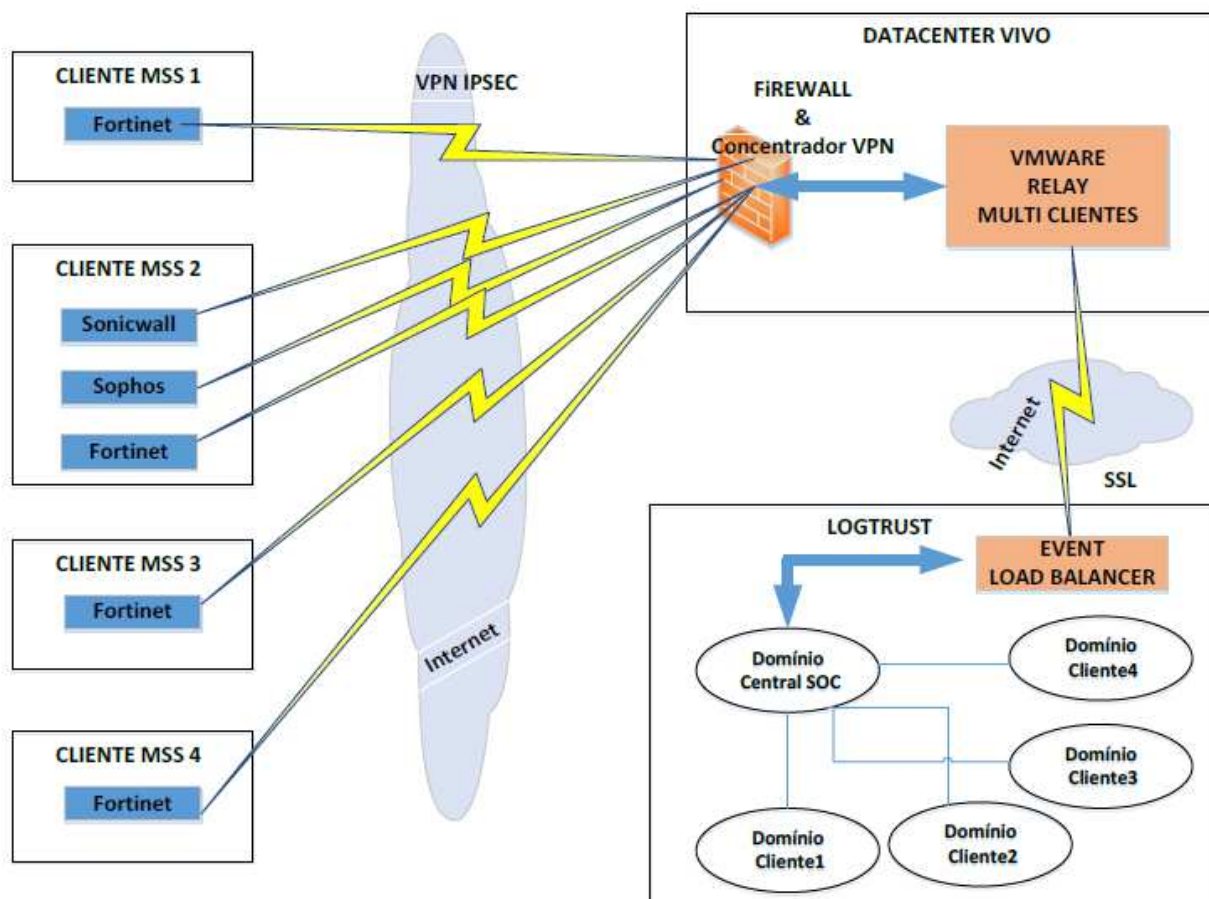 CLIENTE MSS 1
Fortinet
CLIENTE MSS 2
Sonicwall
Sophos
Fortinet
CLIENTE MSS 3
Fortinet
CLIENTE MSS 4
Fortinet
VPN IPSEC
Internet
DATACENTER VIVO
FiREWALL
&
Concentrador VPN
VMWARE
RELAY
MULTI CLIENTES
Internet
SSL
LOGTRUST
EVENT
LOAD BALANCER
Domínio
Central SOC
Domínio
Cliente4
Domínio
Cliente3
Domínio
Cliente1
Domínio
Cliente2